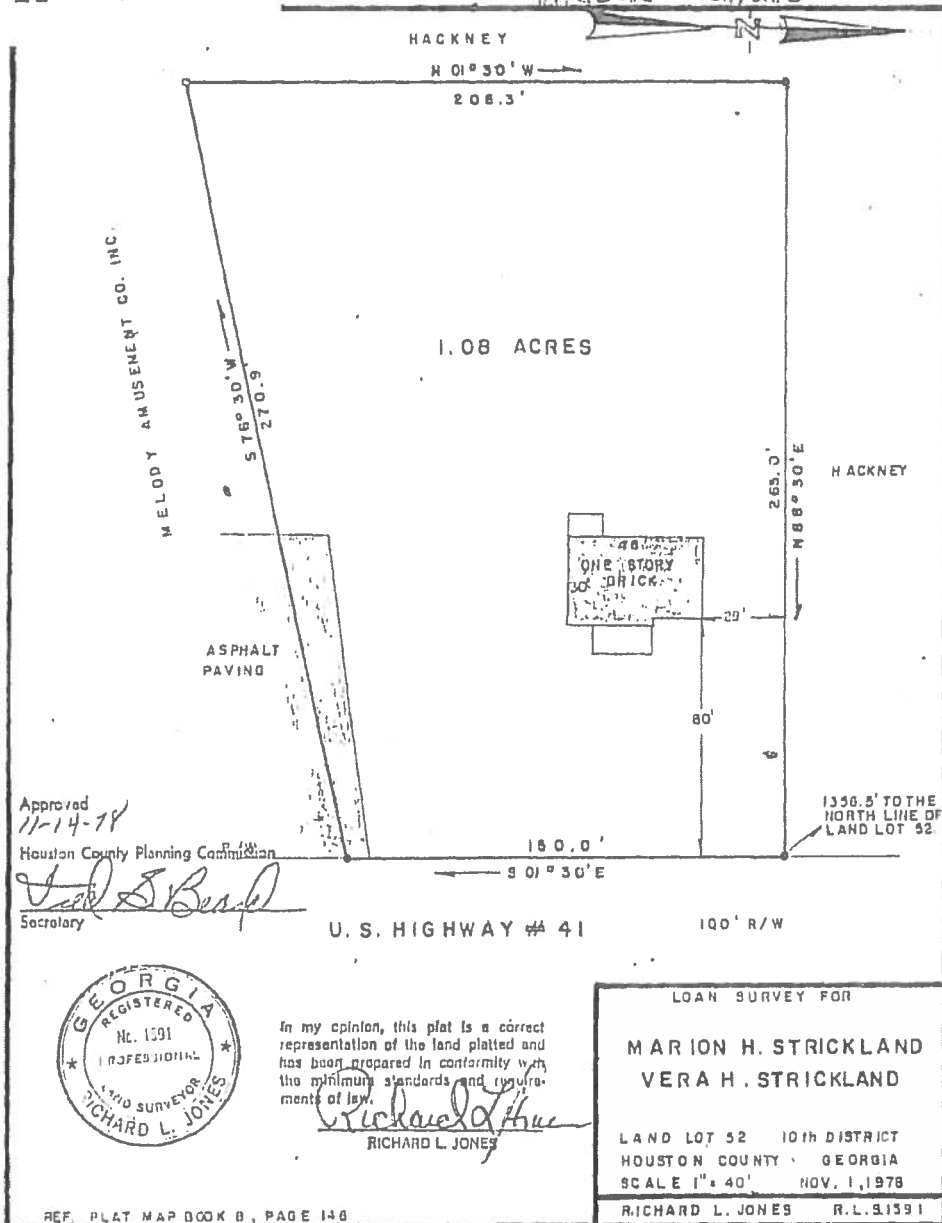 HACKNEY
N
N 01° 30' W
206.3'
MELODY AMUSEMENT CO. INC.
S 76° 30' W
270.9'
1.08 ACRES
265.0'
N 88° 30' E
HACKNEY
48'
ONE STORY
BRICK
30'
29'
80'
ASPHALT
PAVING
1356.5' TO THE
NORTH LINE OF
LAND LOT 52.
Approved
11-14-78
Houston County Planning Commission
Secretary
R/W
150.0'
S 01° 30' E
U.S. HIGHWAY # 41
100' R/W
GEORGIA
REGISTERED
No. 1591
PROFESSIONAL
LAND SURVEYOR
RICHARD L. JONES
In my opinion, this plat is a correct
representation of the land platted and
has been prepared in conformity with
the minimum standards and require-
ments of law.
Richard L Jones
RICHARD L. JONES
LOAN SURVEY FOR
MARION H. STRICKLAND
VERA H. STRICKLAND
LAND LOT 52 10th DISTRICT
HOUSTON COUNTY - GEORGIA
SCALE 1" = 40' NOV. 1, 1978
RICHARD L. JONES R.L.S. 1591
REF. PLAT MAP BOOK 8, PAGE 146